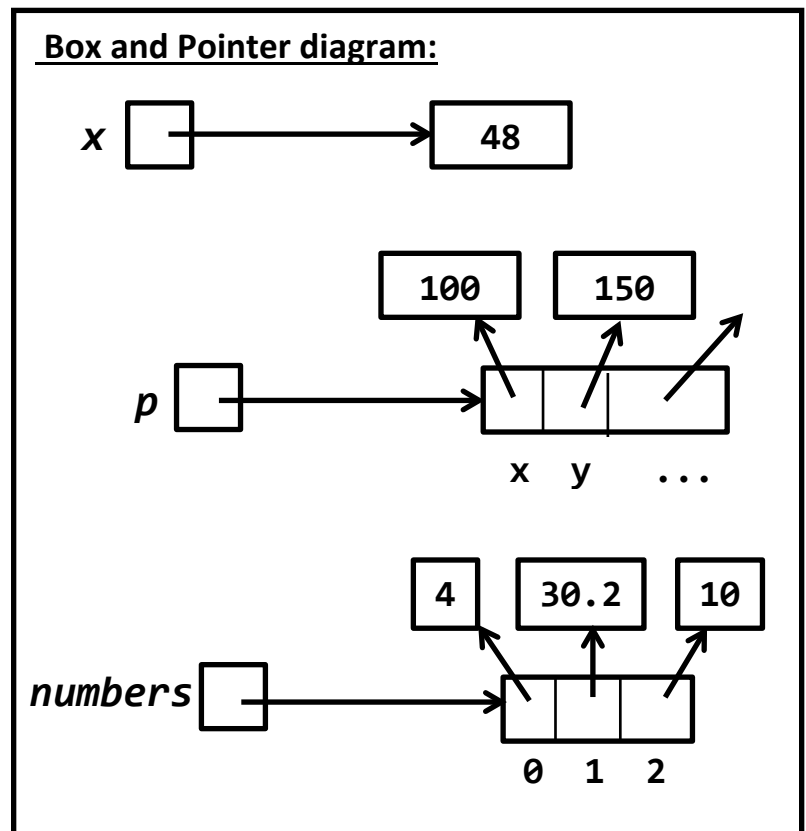 Box and Pointer diagram:
x 48
100 150
p
x y ...
4 30.2 10
numbers
0 1 2